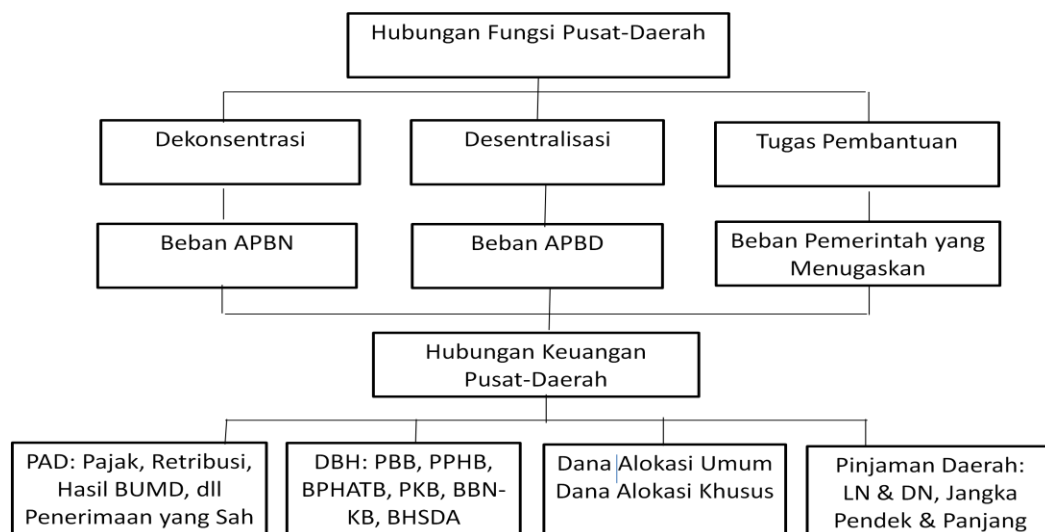 Hubungan Fungsi Pusat-Daerah
Dekonsentrasi
Desentralisasi
Tugas Pembantuan
Beban APBN
Beban APBD
Beban Pemerintah yang
Menugaskan
Hubungan Keuangan
Pusat-Daerah
PAD: Pajak, Retribusi,
Hasil BUMD, dll
Penerimaan yang Sah
DBH: PBB, PPHB,
BPHATB, PKB, BBN-
KB, BHSDA
Dana Alokasi Umum
Dana Alokasi Khusus
Pinjaman Daerah:
LN & DN, Jangka
Pendek & Panjang